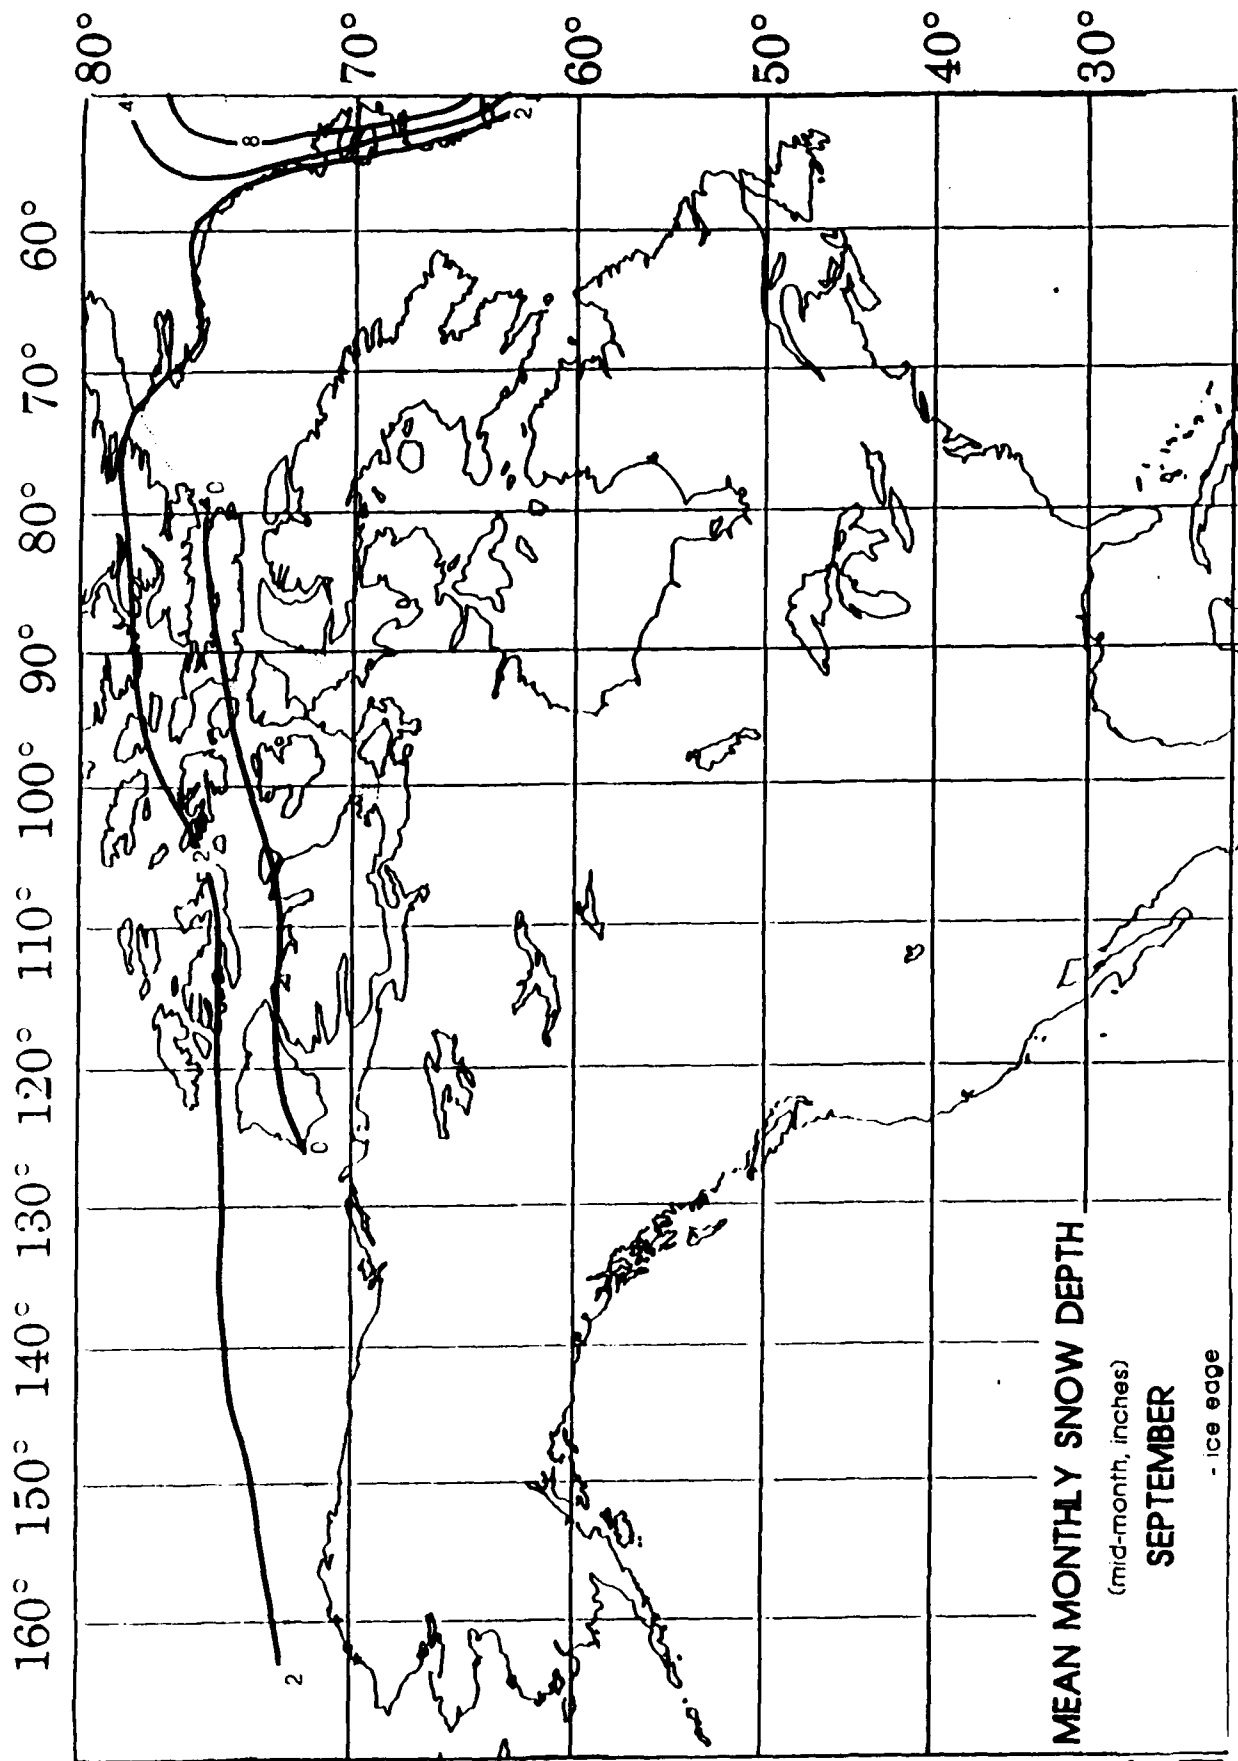 160° 150° 140° 130° 120° 110° 100° 90° 80° 70° 60°
80°
70°
60°
50°
40°
30°
4
8
2
2
2
0
0
MEAN MONTHLY SNOW DEPTH
(mid-month, inches)
SEPTEMBER
- ice edge